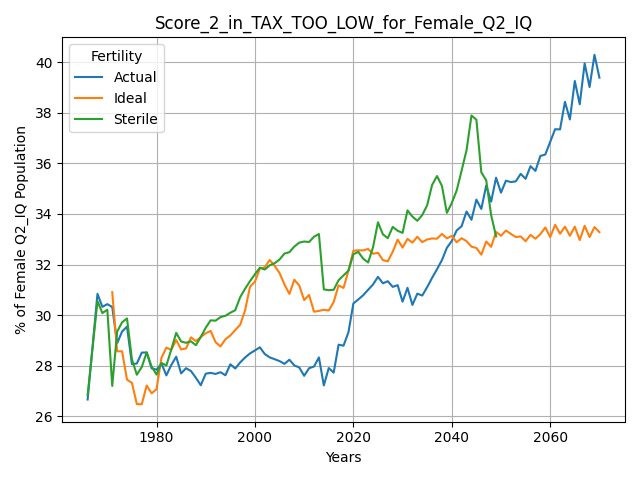 Score_2_in_TAX_TOO_LOW_for_Female_Q2_IQ
Fertility
Actual
Ideal
Sterile
% of Female Q2_IQ Population
40
38
36
34
32
30
28
26
1980
2000
2020
2040
2060
Years